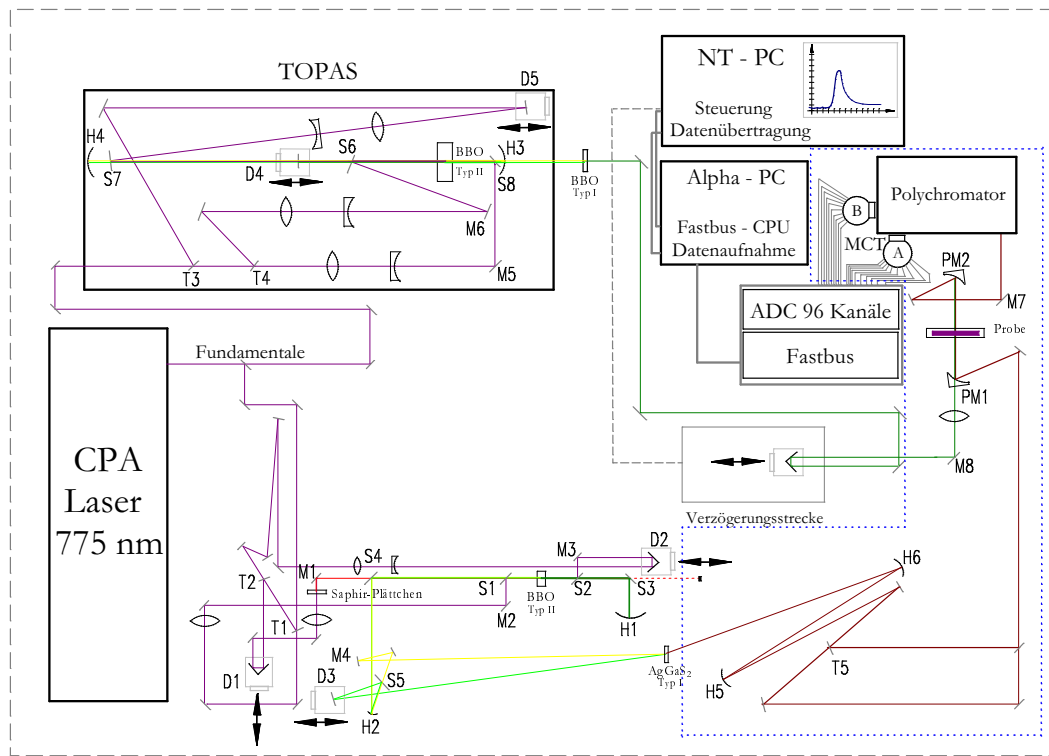 TOPAS
D5
NT - PC
Steuerung
Datenübertragung
H4
S7
D4
S6
BBO
Typ II
H3
S8
BBO
Typ I
Alpha - PC
Fastbus - CPU
Datenaufnahme
Polychromator
B
MCT
A
M6
T3
T4
M5
PM2
M7
ADC 96 Kanäle
Fastbus
Probe
PM1
Fundamentale
CPA
Laser
775 nm
M8
Verzögerungsstrecke
M1
S4
M3
D2
T2
Saphir-Plättchen
S1
BBO
Typ II
S2
S3
M2
H1
T1
H6
D1
M4
D3
S5
H2
AgGaS2
Typ I
H5
T5